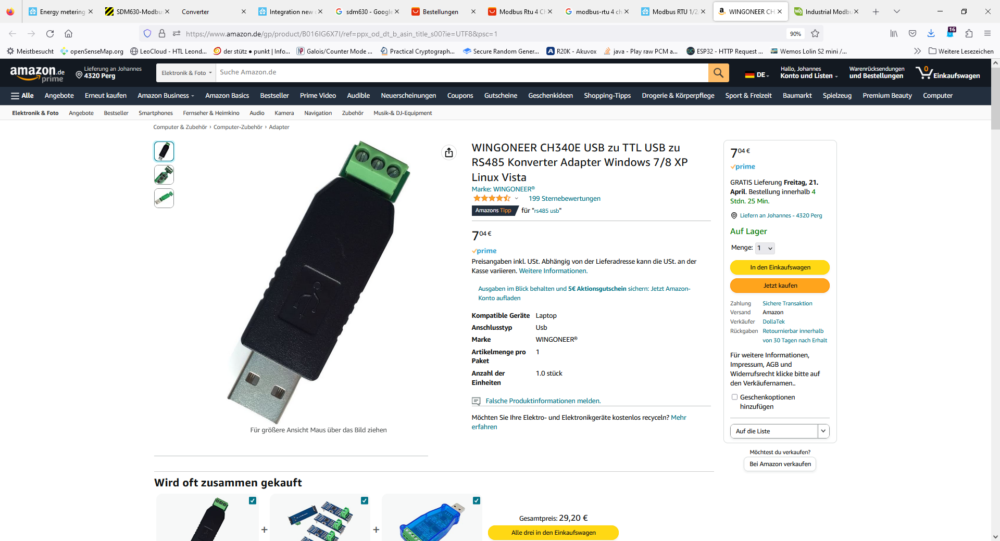 Energy metering
SDM630-Modbus
Converter
Integration new
sdm630 - Google
Bestellungen
Modbus Rtu 4 Ch
modbus-rtu 4 ch
Modbus RTU 1/2
WINGONEER CH
Industrial Modbu
https://www.amazon.de/gp/product/B016IG6X7I/ref=ppx_od_dt_b_asin_title_s00?ie=UTF8&psc=1
90%
16
Meistbesucht
openSenseMap.org
LeoCloud - HTL Leond...
der stütz ● punkt | Info...
Galois/Counter Mode ...
Practical Cryptograph...
Secure Random Gener...
R20K - Akuvox
java - Play raw PCM a...
ESP32 - HTTP Request ...
Wemos Lolin S2 mini /...
Weitere Lesezeichen
amazon.de
prime
Lieferung an Johannes
4320 Perg
Elektronik & Foto
Suche Amazon.de
DE
Hallo, Johannes
Konto und Listen
Warenrücksendungen
und Bestellungen
0
Einkaufswagen
Alle
Angebote
Erneut kaufen
Amazon Business
Amazon Basics
Bestseller
Prime Video
Audible
Neuerscheinungen
Coupons
Gutscheine
Geschenkideen
Shopping-Tipps
Drogerie & Körperpflege
Sport & Freizeit
Baumarkt
Spielzeug
Premium Beauty
Computer
Elektronik & Foto
Angebote
Bestseller
Smartphones
Fernseher & Heimkino
Audio
Kamera
Navigation
Zubehör
Musik-& DJ-Equipment
Computer & Zubehör › Computer-Zubehör › Adapter
Für größere Ansicht Maus über das Bild ziehen
WINGONEER CH340E USB zu TTL USB zu
RS485 Konverter Adapter Windows 7/8 XP
Linux Vista
Marke: WINGONEER®
199 Sternebewertungen
Amazons Tipp für "rs485 usb"
7 04 €
prime
Preisangaben inkl. USt. Abhängig von der Lieferadresse kann die USt. an der
Kasse variieren. Weitere Informationen.
Ausgaben im Blick behalten und 5€ Aktionsgutschein sichern: Jetzt Amazon-
Konto aufladen
Kompatible Geräte Laptop
Anschlusstyp Usb
Marke WINGONEER®
Artikelmenge pro 1
Paket
Anzahl der 1.0 stück
Einheiten
Falsche Produktinformationen melden.
Möchten Sie Ihre Elektro- und Elektronikgeräte kostenlos recyceln? Mehr
erfahren
7 04 €
prime
GRATIS Lieferung Freitag, 21.
April. Bestellung innerhalb 4
Stdn. 25 Min.
Liefern an Johannes - 4320 Perg
Auf Lager
Menge: 1
In den Einkaufswagen
Jetzt kaufen
Zahlung Sichere Transaktion
Versand Amazon
Verkäufer DollaTek
Rückgaben Retournierbar innerhalb
von 30 Tagen nach Erhalt
Für weitere Informationen,
Impressum, AGB und
Widerrufsrecht klicke bitte auf
den Verkäufernamen..
Geschenkoptionen
hinzufügen
Auf die Liste
Möchtest du verkaufen?
Bei Amazon verkaufen
Wird oft zusammen gekauft
+
+
Gesamtpreis: 29,20 €
Alle drei in den Einkaufswagen